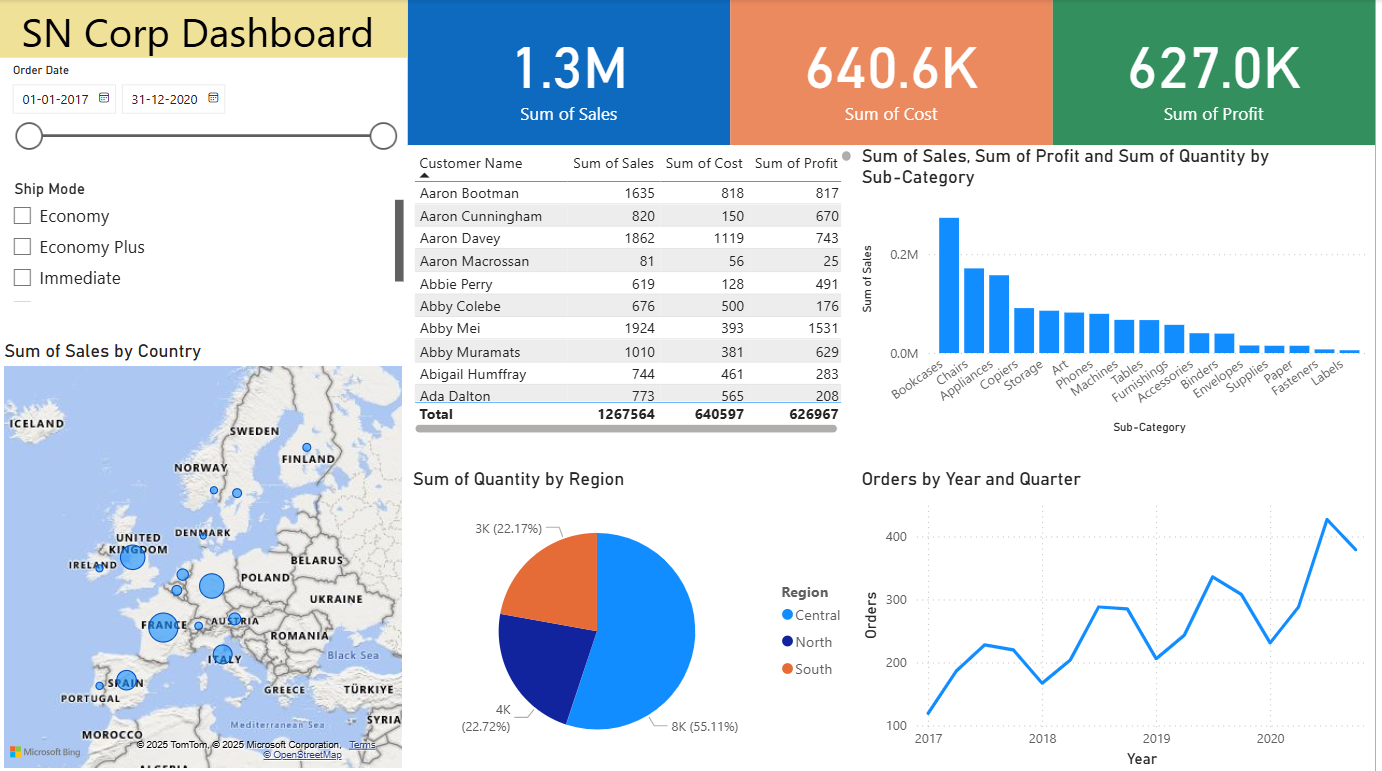 SN Corp Dashboard
Order Date
01-01-2017 31-12-2020
Ship Mode
Economy
Economy Plus
Immediate
1.3M
Sum of Sales
640.6K
Sum of Cost
627.0K
Sum of Profit
Customer Name Sum of Sales Sum of Cost Sum of Profit
Aaron Bootman 1635 818 817
Aaron Cunningham 820 150 670
Aaron Davey 1862 1119 743
Aaron Macrossan 81 56 25
Abbie Perry 619 128 491
Abby Colebe 676 500 176
Abby Mei 1924 393 1531
Abby Muramats 1010 381 629
Abigail Humffray 744 461 283
Ada Dalton 773 565 208
Total 1267564 640597 626967
Sum of Sales, Sum of Profit and Sum of Quantity by
Sub-Category
Sum of Sales
0.2M
0.0M
Bookcases
Chairs
Appliances
Copiers
Storage
Art
Phones
Machines
Tables
Furnishings
Accessories
Binders
Envelopes
Supplies
Paper
Fasteners
Labels
Sub-Category
Sum of Sales by Country
ICELAND
SWEDEN
FINLAND
NORWAY
UNITED
KINGDOM
DENMARK
IRELAND
BELARUS
POLAND
UKRAINE
FRANCE
AUSTRIA
ROMANIA
ITALY
Black Sea
SPAIN
PORTUGAL
GREECE
TÜRKIYE
SYRIA
Mediterranean Sea
MOROCCO
ALGERIA
Microsoft Bing
© 2025 TomTom, © 2025 Microsoft Corporation, Terms
© OpenStreetMap
Sum of Quantity by Region
3K (22.17%)
4K
(22.72%)
8K (55.11%)
Region
Central
North
South
Orders by Year and Quarter
Orders
400
300
200
100
2017 2018 2019 2020
Year